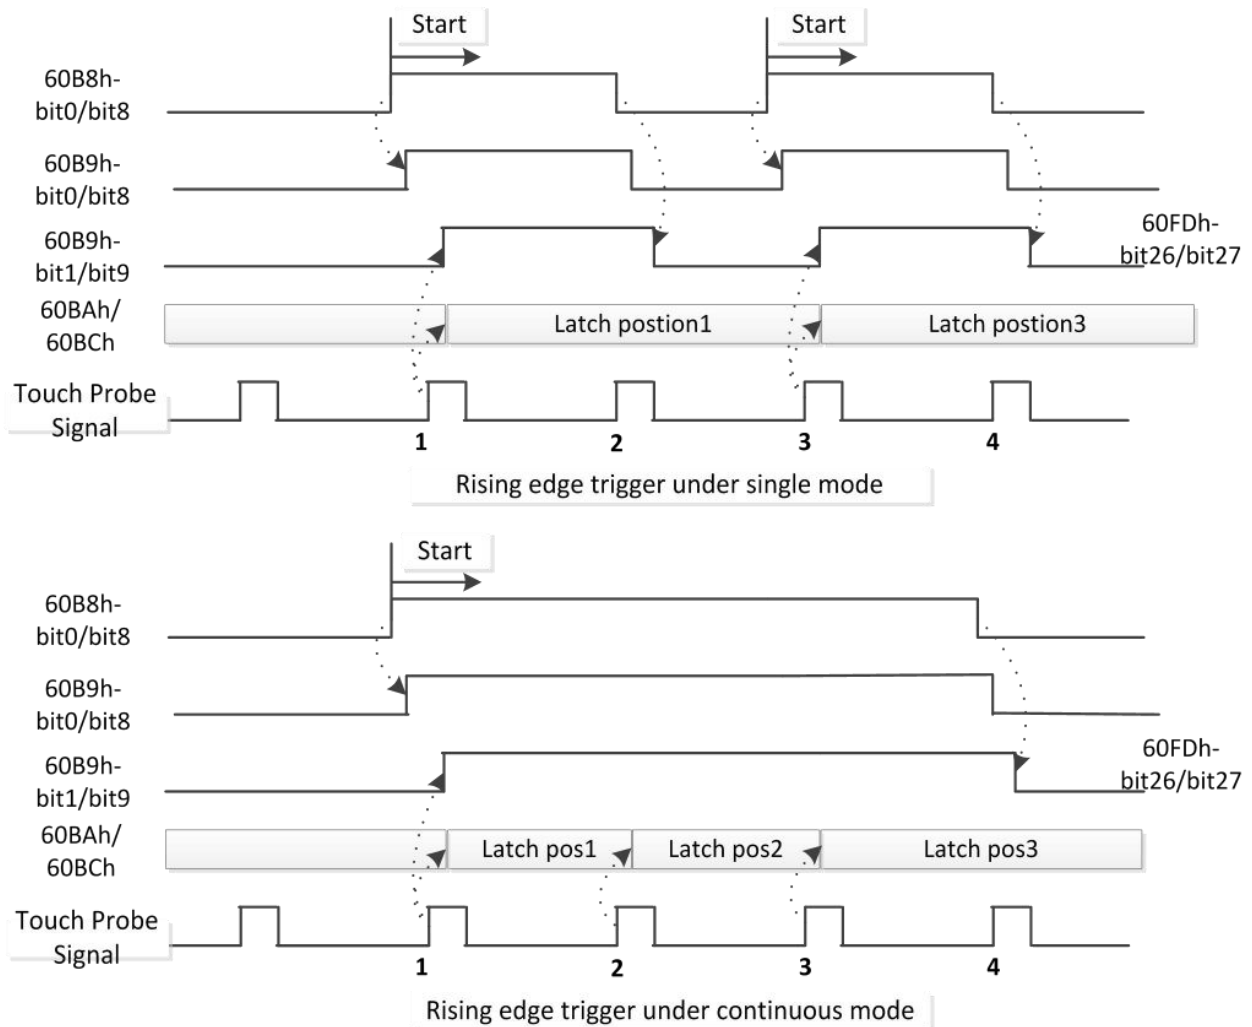 Start
Start
60B8h-
bit0/bit8
60B9h-
bit0/bit8
60B9h-
bit1/bit9
60FDh-
bit26/bit27
60BAh/
60BCh
Latch postion1
Latch postion3
Touch Probe
Signal
1
2
3
4
Rising edge trigger under single mode
Start
60B8h-
bit0/bit8
60B9h-
bit0/bit8
60B9h-
bit1/bit9
60FDh-
bit26/bit27
60BAh/
60BCh
Latch pos1
Latch pos2
Latch pos3
Touch Probe
Signal
1
2
3
4
Rising edge trigger under continuous mode